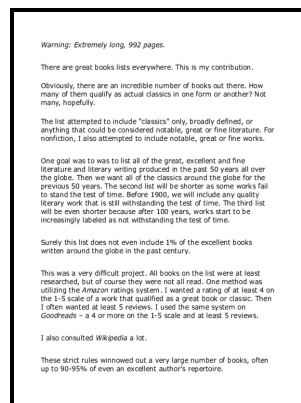 Warning: Extremely long, 992 pages.
There are great books lists everywhere. This is my contribution.
Obviously, there are an incredible number of books out there. How
many of them qualify as actual classics in one form or another? Not
many, hopefully.
The list attempted to include "classics" only, broadly defined, or
anything that could be considered notable, great or fine literature. For
nonfiction, I also attempted to include notable, great or fine works.
One goal was to was to list all of the great, excellent and fine
literature and literary writing produced in the past 50 years all over
the globe. Then we want all of the classics around the globe for the
previous 50 years. The second list will be shorter as some works fail
to stand the test of time. Before 1900, we will include any quality
literary work that is still withstanding the test of time. The third list
will be even shorter because after 100 years, works start to be
increasingly labeled as not withstanding the test of time.
Surely this list does not even include 1% of the excellent books
written around the globe in the past century.
This was a very difficult project. All books on the list were at least
researched, but of course they were not all read. One method was
utilizing the Amazon ratings system. I wanted a rating of at least 4 on
the 1-5 scale of a work that qualified as a great book or classic. Then
I often wanted at least 5 reviews. I used the same system on
Goodreads – a 4 or more on the 1-5 scale and at least 5 reviews.
I also consulted Wikipedia a lot.
These strict rules winnowed out a very large number of books, often
up to 90-95% of even an excellent author's repertoire.